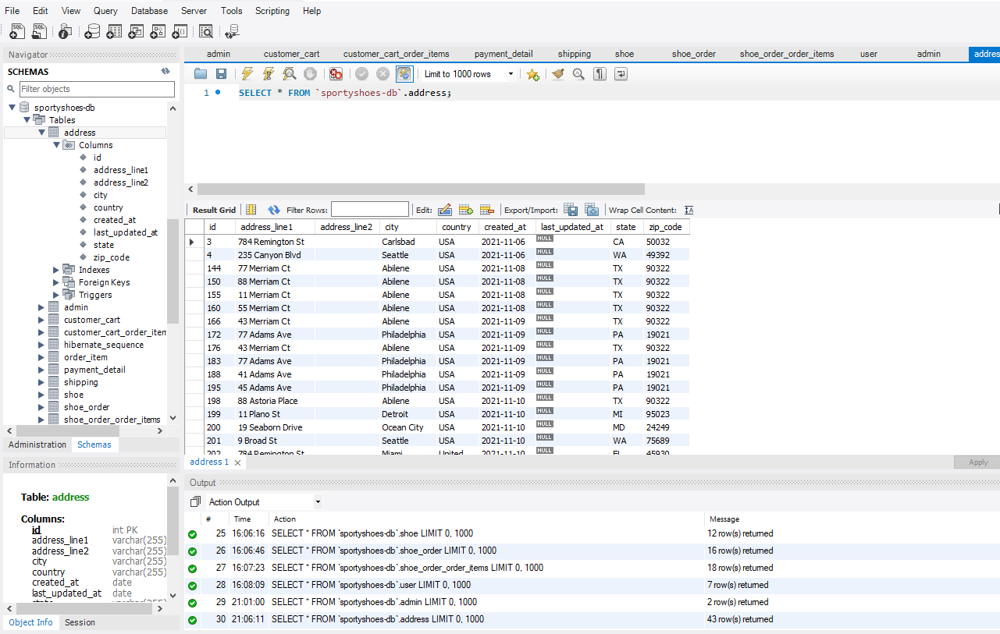 File Edit View Query Database Server Tools Scripting Help
Navigator
SCHEMAS
Filter objects
sportyshoes-db
Tables
address
Columns
id
address_line1
address_line2
city
country
created_at
last_updated_at
state
zip_code
Indexes
Foreign Keys
Triggers
admin
customer_cart
customer_cart_order_item
hibernate_sequence
order_item
payment_detail
shipping
shoe
shoe_order
shoe_order_order_items
Administration Schemas
Information
Table: address
Columns:
id int PK
address_line1 varchar(255)
address_line2 varchar(255)
city varchar(255)
country varchar(255)
created_at date
last_updated_at date
state varchar(255)
Object Info Session
admin customer_cart customer_cart_order_items payment_detail shipping shoe shoe_order shoe_order_order_items user admin addres
Limit to 1000 rows
1 SELECT * FROM `sportyshoes-db`.address;
Result Grid Filter Rows: Edit: Export/Import: Wrap Cell Content: IA
id address_line1 address_line2 city country created_at last_updated_at state zip_code
3 784 Remington St Carlsbad USA 2021-11-06 NULL CA 50032
4 235 Canyon Blvd Seattle USA 2021-11-06 NULL WA 49392
144 77 Merriam Ct Abilene USA 2021-11-08 NULL TX 90322
150 88 Merriam Ct Abilene USA 2021-11-08 NULL TX 90322
155 11 Merriam Ct Abilene USA 2021-11-08 NULL TX 90322
160 55 Merriam Ct Abilene USA 2021-11-08 NULL TX 90322
166 43 Merriam Ct Abilene USA 2021-11-09 NULL TX 90322
172 77 Adams Ave Philadelphia USA 2021-11-09 NULL PA 19021
176 43 Merriam Ct Abilene USA 2021-11-09 NULL TX 90322
183 77 Adams Ave Philadelphia USA 2021-11-09 NULL PA 19021
188 41 Adams Ave Philadelphia USA 2021-11-09 NULL PA 19021
195 45 Adams Ave Philadelphia USA 2021-11-09 NULL PA 19021
198 88 Astoria Place Abilene USA 2021-11-10 NULL TX 90322
199 11 Plano St Detroit USA 2021-11-10 NULL MI 95023
200 19 Seaborn Drive Ocean City USA 2021-11-10 NULL MD 24249
201 9 Broad St Seattle USA 2021-11-10 NULL WA 75689
202 784 Remington St Miami United 2021-11-10 NULL FL 45930
address 1 Apply
Output
Action Output
# Time Action Message
25 16:06:16 SELECT * FROM `sportyshoes-db`.shoe LIMIT 0, 1000 12 row(s) returned
26 16:06:46 SELECT * FROM `sportyshoes-db`.shoe_order LIMIT 0, 1000 16 row(s) returned
27 16:07:23 SELECT * FROM `sportyshoes-db`.shoe_order_order_items LIMIT 0, 1000 18 row(s) returned
28 16:08:09 SELECT * FROM `sportyshoes-db`.user LIMIT 0, 1000 7 row(s) returned
29 21:01:00 SELECT * FROM `sportyshoes-db`.admin LIMIT 0, 1000 2 row(s) returned
30 21:06:11 SELECT * FROM `sportyshoes-db`.address LIMIT 0, 1000 43 row(s) returned